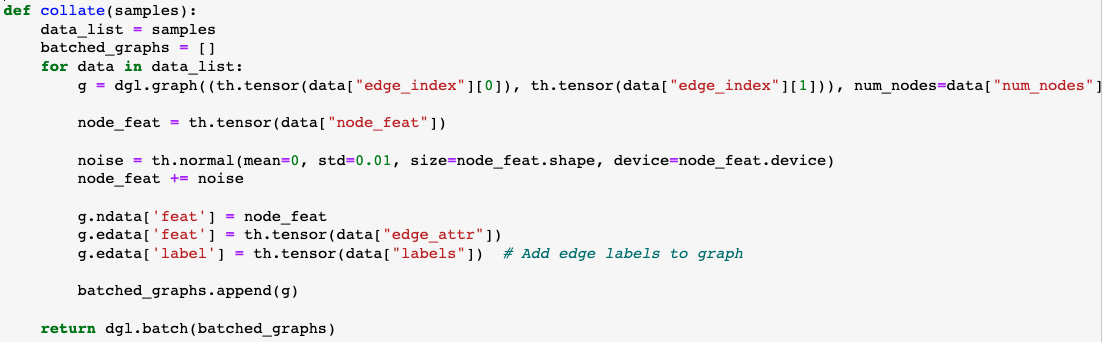 def collate(samples):
    data_list = samples
    batched_graphs = []
    for data in data_list:
        g = dgl.graph((th.tensor(data["edge_index"][0]), th.tensor(data["edge_index"][1])), num_nodes=data["num_nodes"]
        node_feat = th.tensor(data["node_feat"])
        noise = th.normal(mean=0, std=0.01, size=node_feat.shape, device=node_feat.device)
        node_feat += noise
        g.ndata['feat'] = node_feat
        g.edata['feat'] = th.tensor(data["edge_attr"])
        g.edata['label'] = th.tensor(data["labels"])  # Add edge labels to graph
        batched_graphs.append(g)
    return dgl.batch(batched_graphs)